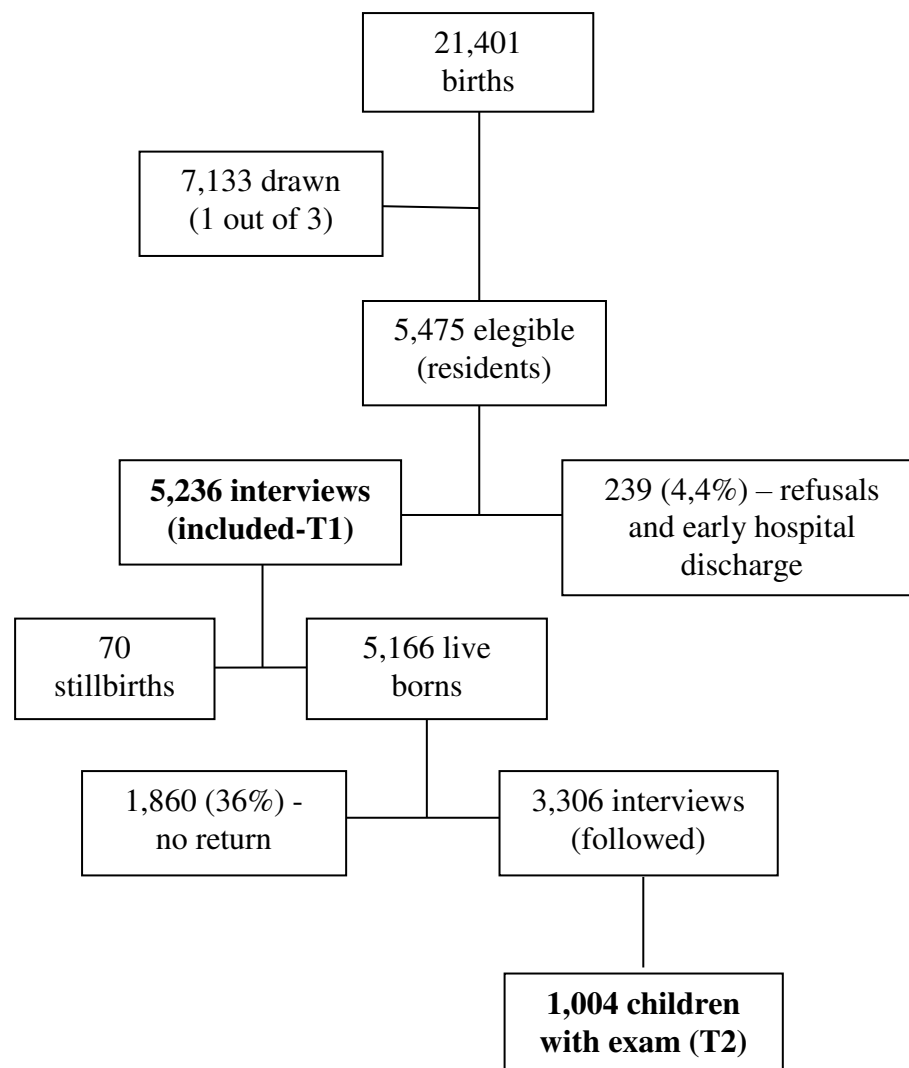 21,401
births
7,133 drawn
(1 out of 3)
5,475 elegible
(residents)
5,236 interviews
(included-T1)
239 (4,4%) – refusals
and early hospital
discharge
70
stillbirths
5,166 live
borns
1,860 (36%) -
no return
3,306 interviews
(followed)
1,004 children
with exam (T2)